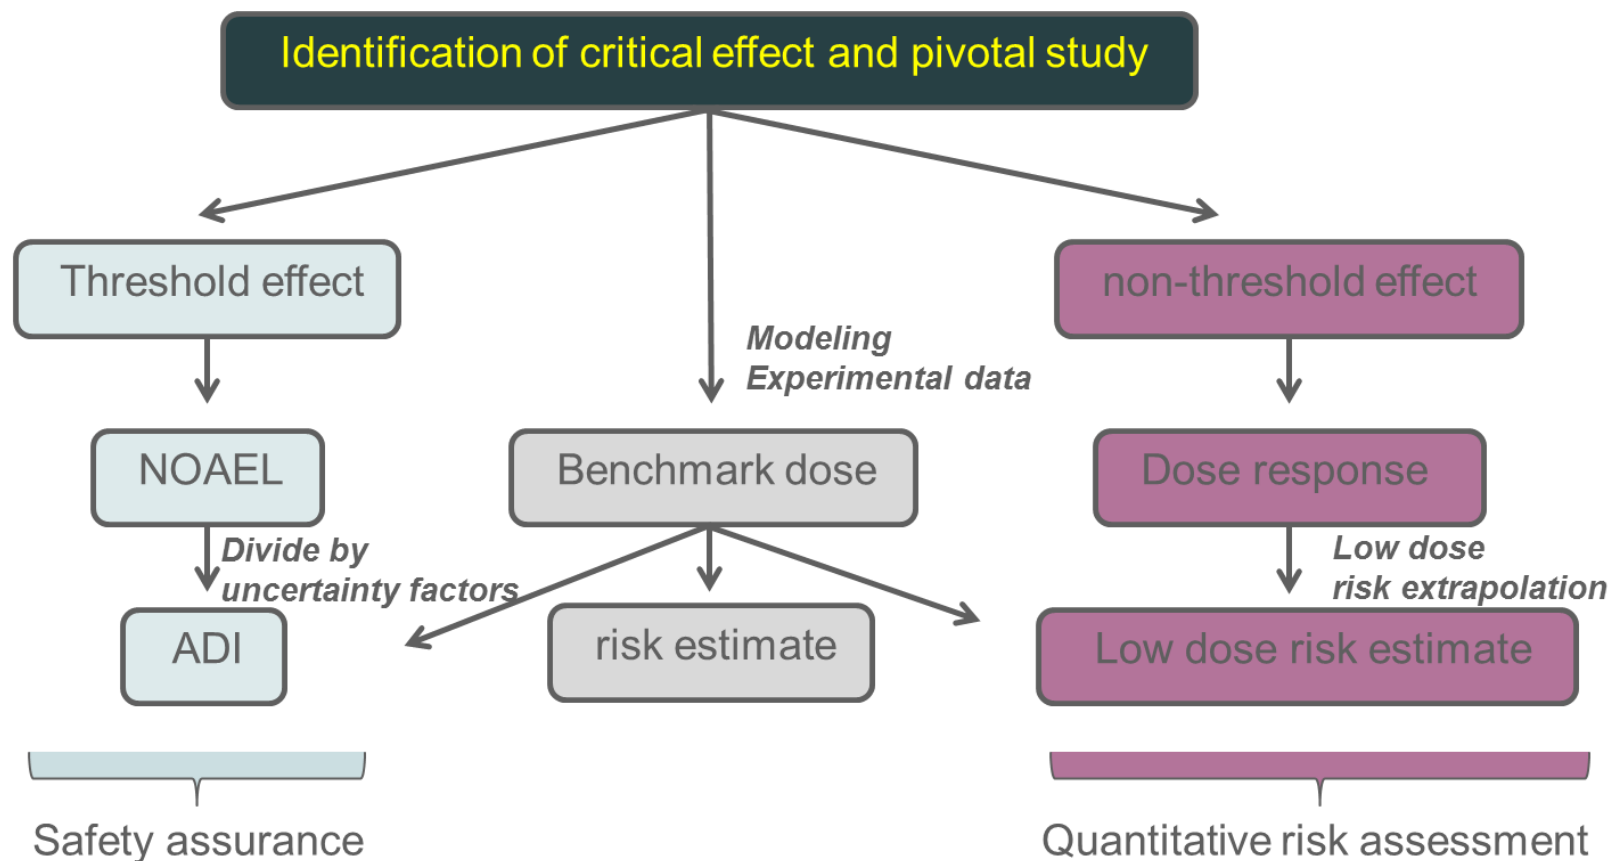 Identification of critical effect and pivotal study
Threshold effect
non-threshold effect
Modeling
Experimental data
NOAEL
Benchmark dose
Dose response
Divide by
uncertainty factors
Low dose
risk extrapolation
ADI
risk estimate
Low dose risk estimate
Safety assurance
Quantitative risk assessment